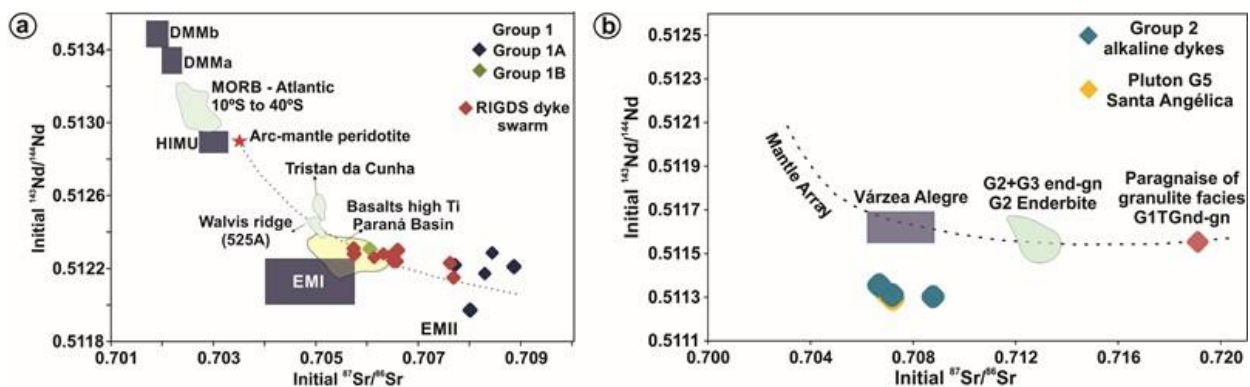 a
Initial ¹⁴³Nd/¹⁴⁴Nd
0.5134
0.5130
0.5126
0.5122
0.5118
DMMb
DMMa
MORB - Atlantic
10ºS to 40ºS
HIMU
Arc-mantle peridotite
Tristan da Cunha
Walvis ridge
(525A)
Basalts high Ti
Paraná Basin
EMI
EMII
Group 1
Group 1A
Group 1B
RIGDS dyke
swarm
0.701
0.703
0.705
0.707
0.709
Initial ⁸⁷Sr/⁸⁶Sr
b
Initial ¹⁴³Nd/¹⁴⁴Nd
0.5125
0.5123
0.5121
0.5119
0.5117
0.5115
0.5113
0.5111
Group 2
alkaline dykes
Pluton G5
Santa Angélica
Mantle Array
Várzea Alegre
G2+G3 end-gn
G2 Enderbite
Paragnaise of
granulite facies
G1TGnd-gn
0.700
0.704
0.708
0.712
0.716
0.720
Initial ⁸⁷Sr/⁸⁶Sr